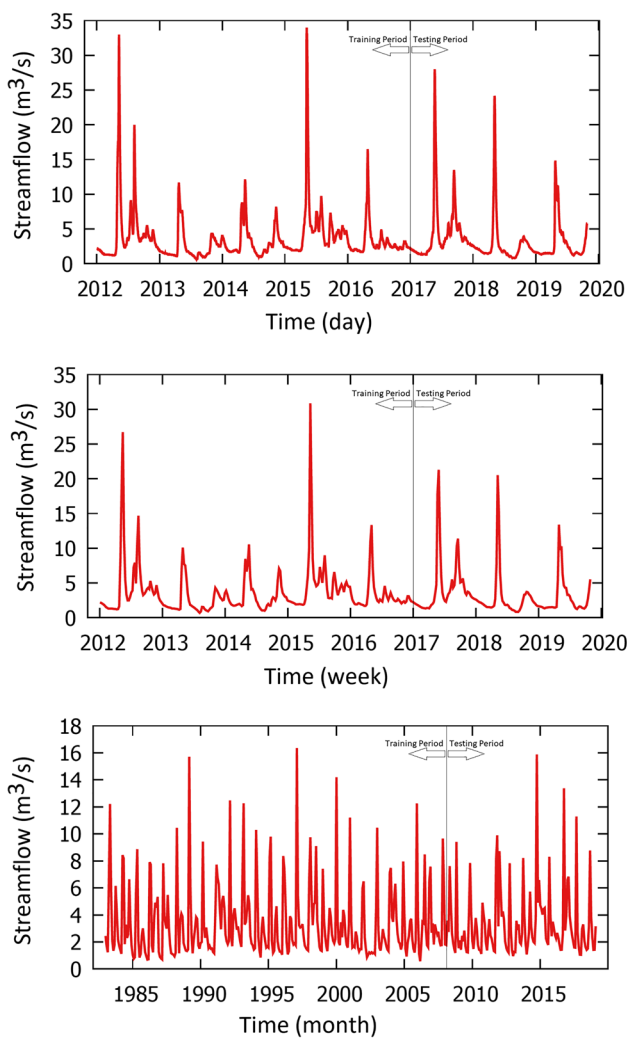 Streamflow (m³/s)
35
30
25
20
15
10
5
0
Training Period
Testing Period
2012 2013 2014 2015 2016 2017 2018 2019 2020
Time (day)
Streamflow (m³/s)
35
30
25
20
15
10
5
0
Training Period
Testing Period
2012 2013 2014 2015 2016 2017 2018 2019 2020
Time (week)
Streamflow (m³/s)
18
16
14
12
10
8
6
4
2
0
Training Period
Testing Period
1985 1990 1995 2000 2005 2010 2015
Time (month)